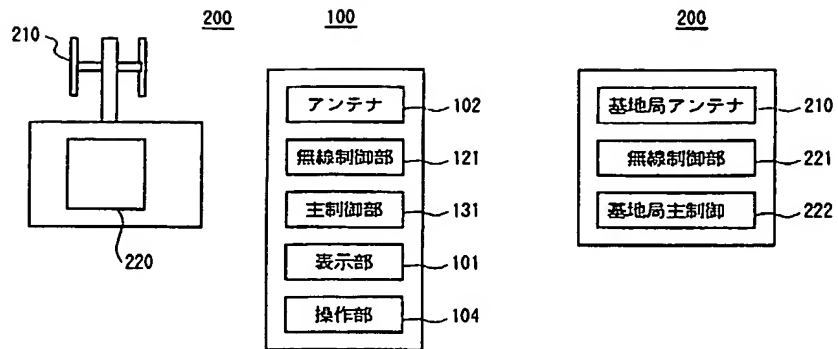 200
210
220
100
アンテナ 102
無線制御部 121
主制御部 131
表示部 101
操作部 104
200
基地局アンテナ 210
無線制御部 221
基地局主制御 222